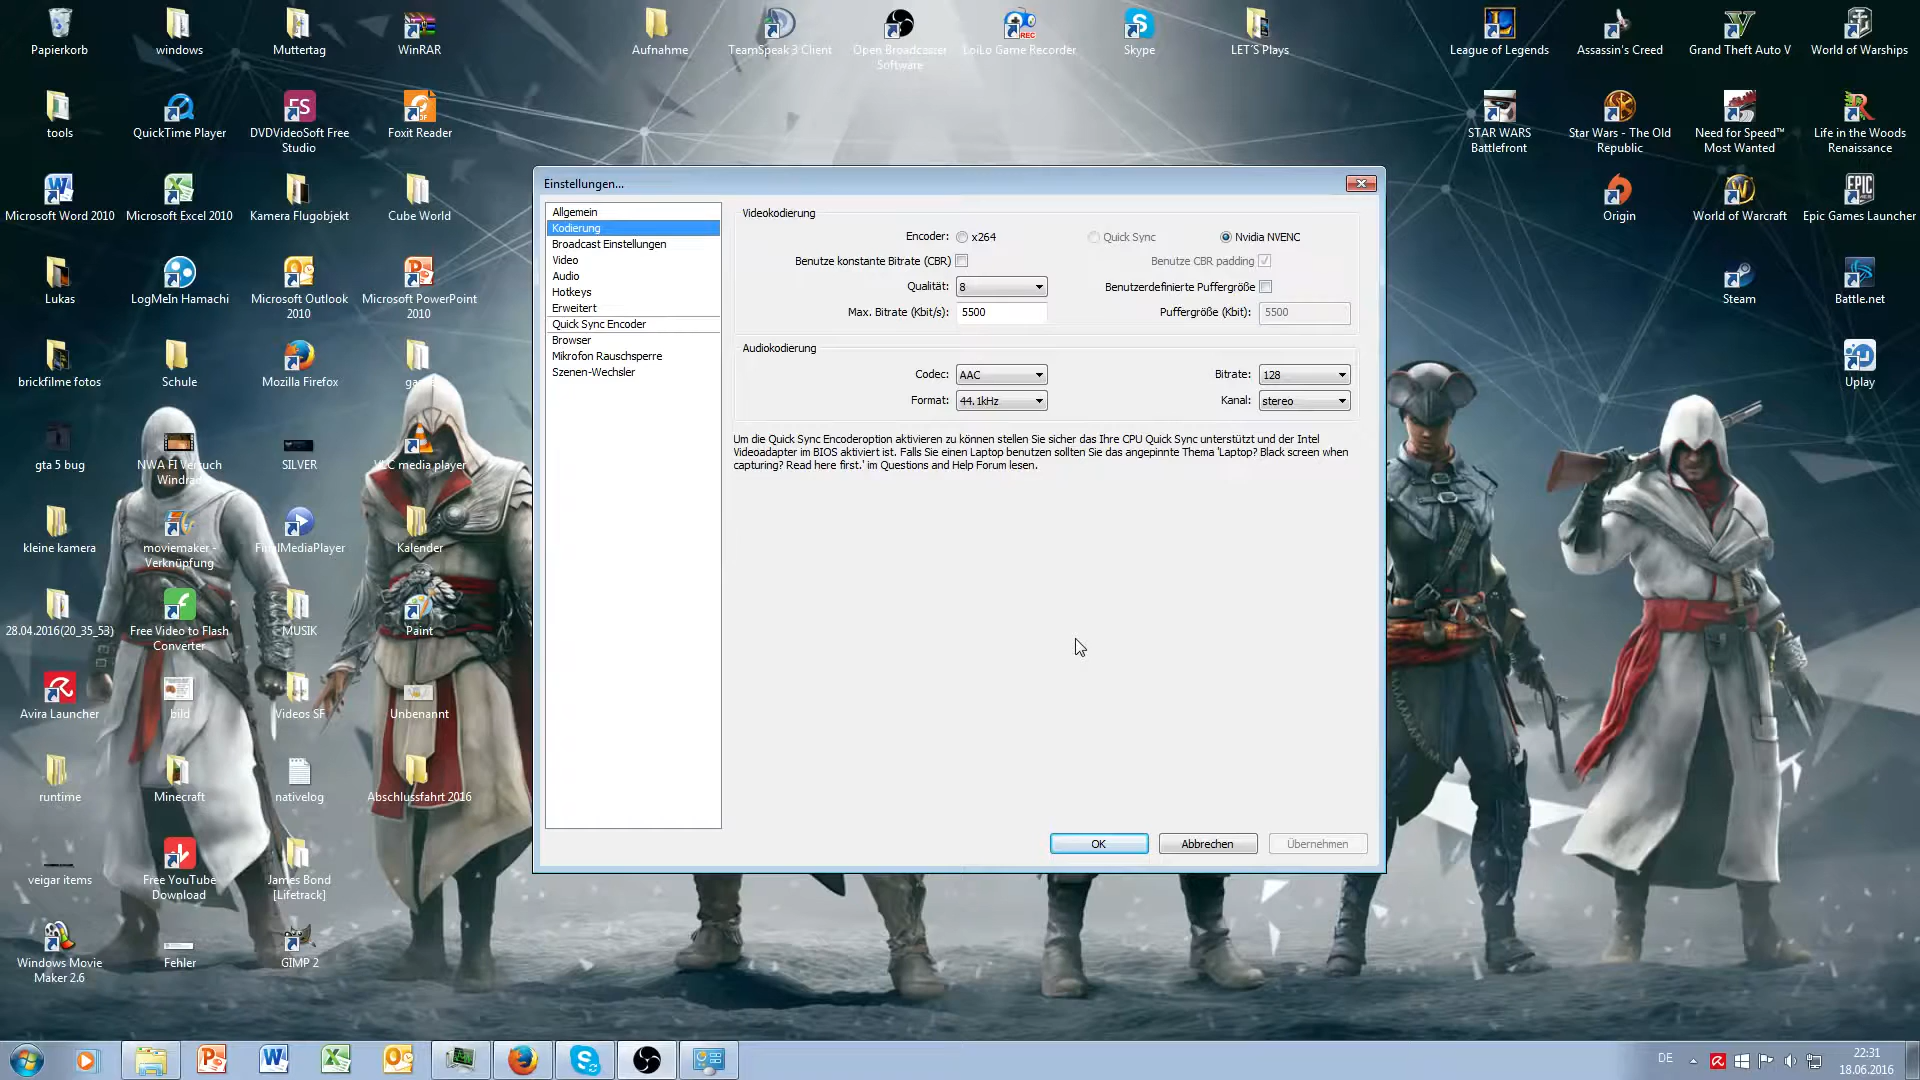 Papierkorb
windows
Muttertag
WinRAR
Aufnahme
TeamSpeak 3 Client
Open Broadcaster
Software
LoiLo Game Recorder
REC
Skype
LET´S Plays
League of Legends
Assassin's Creed
Grand Theft Auto V
World of Warships
tools
QuickTime Player
DVDVideoSoft Free
Studio
Foxit Reader
STAR WARS
Battlefront
Star Wars - The Old
Republic
Need for Speed™
Most Wanted
Life in the Woods
Renaissance
Microsoft Word 2010
Microsoft Excel 2010
Kamera Flugobjekt
Cube World
Origin
World of Warcraft
Epic Games Launcher
Lukas
LogMeIn Hamachi
Microsoft Outlook
2010
Microsoft PowerPoint
2010
Steam
Battle.net
brickfilme fotos
Schule
Mozilla Firefox
Uplay
gta 5 bug
NWA FI Versuch
Windrad
SILVER
VLC media player
kleine kamera
moviemaker -
Verknüpfung
FinalMediaPlayer
Kalender
28.04.2016(20_35_53)
Free Video to Flash
Converter
MUSIK
Paint
Avira Launcher
bild
Videos SF
Unbenannt
runtime
Minecraft
nativelog
Abschlussfahrt 2016
veigar items
Free YouTube
Download
James Bond
[Lifetrack]
Windows Movie
Maker 2.6
Fehler
GIMP 2
Einstellungen...
Allgemein
Kodierung
Broadcast Einstellungen
Video
Audio
Hotkeys
Erweitert
Quick Sync Encoder
Browser
Mikrofon Rauschsperre
Szenen-Wechsler
Videokodierung
Encoder: x264 Quick Sync Nvidia NVENC
Benutze konstante Bitrate (CBR) Benutze CBR padding
Qualität: 8 Benutzerdefinierte Puffergröße
Max. Bitrate (Kbit/s): 5500 Puffergröße (Kbit): 5500
Audiokodierung
Codec: AAC Bitrate: 128
Format: 44.1kHz Kanal: stereo
Um die Quick Sync Encoderoption aktivieren zu können stellen Sie sicher das Ihre CPU Quick Sync unterstützt und der Intel
Videoadapter im BIOS aktiviert ist. Falls Sie einen Laptop benutzen sollten Sie das angepinnte Thema 'Laptop? Black screen when
capturing? Read here first.' im Questions and Help Forum lesen.
OK Abbrechen Übernehmen
DE
22:31
18.06.2016